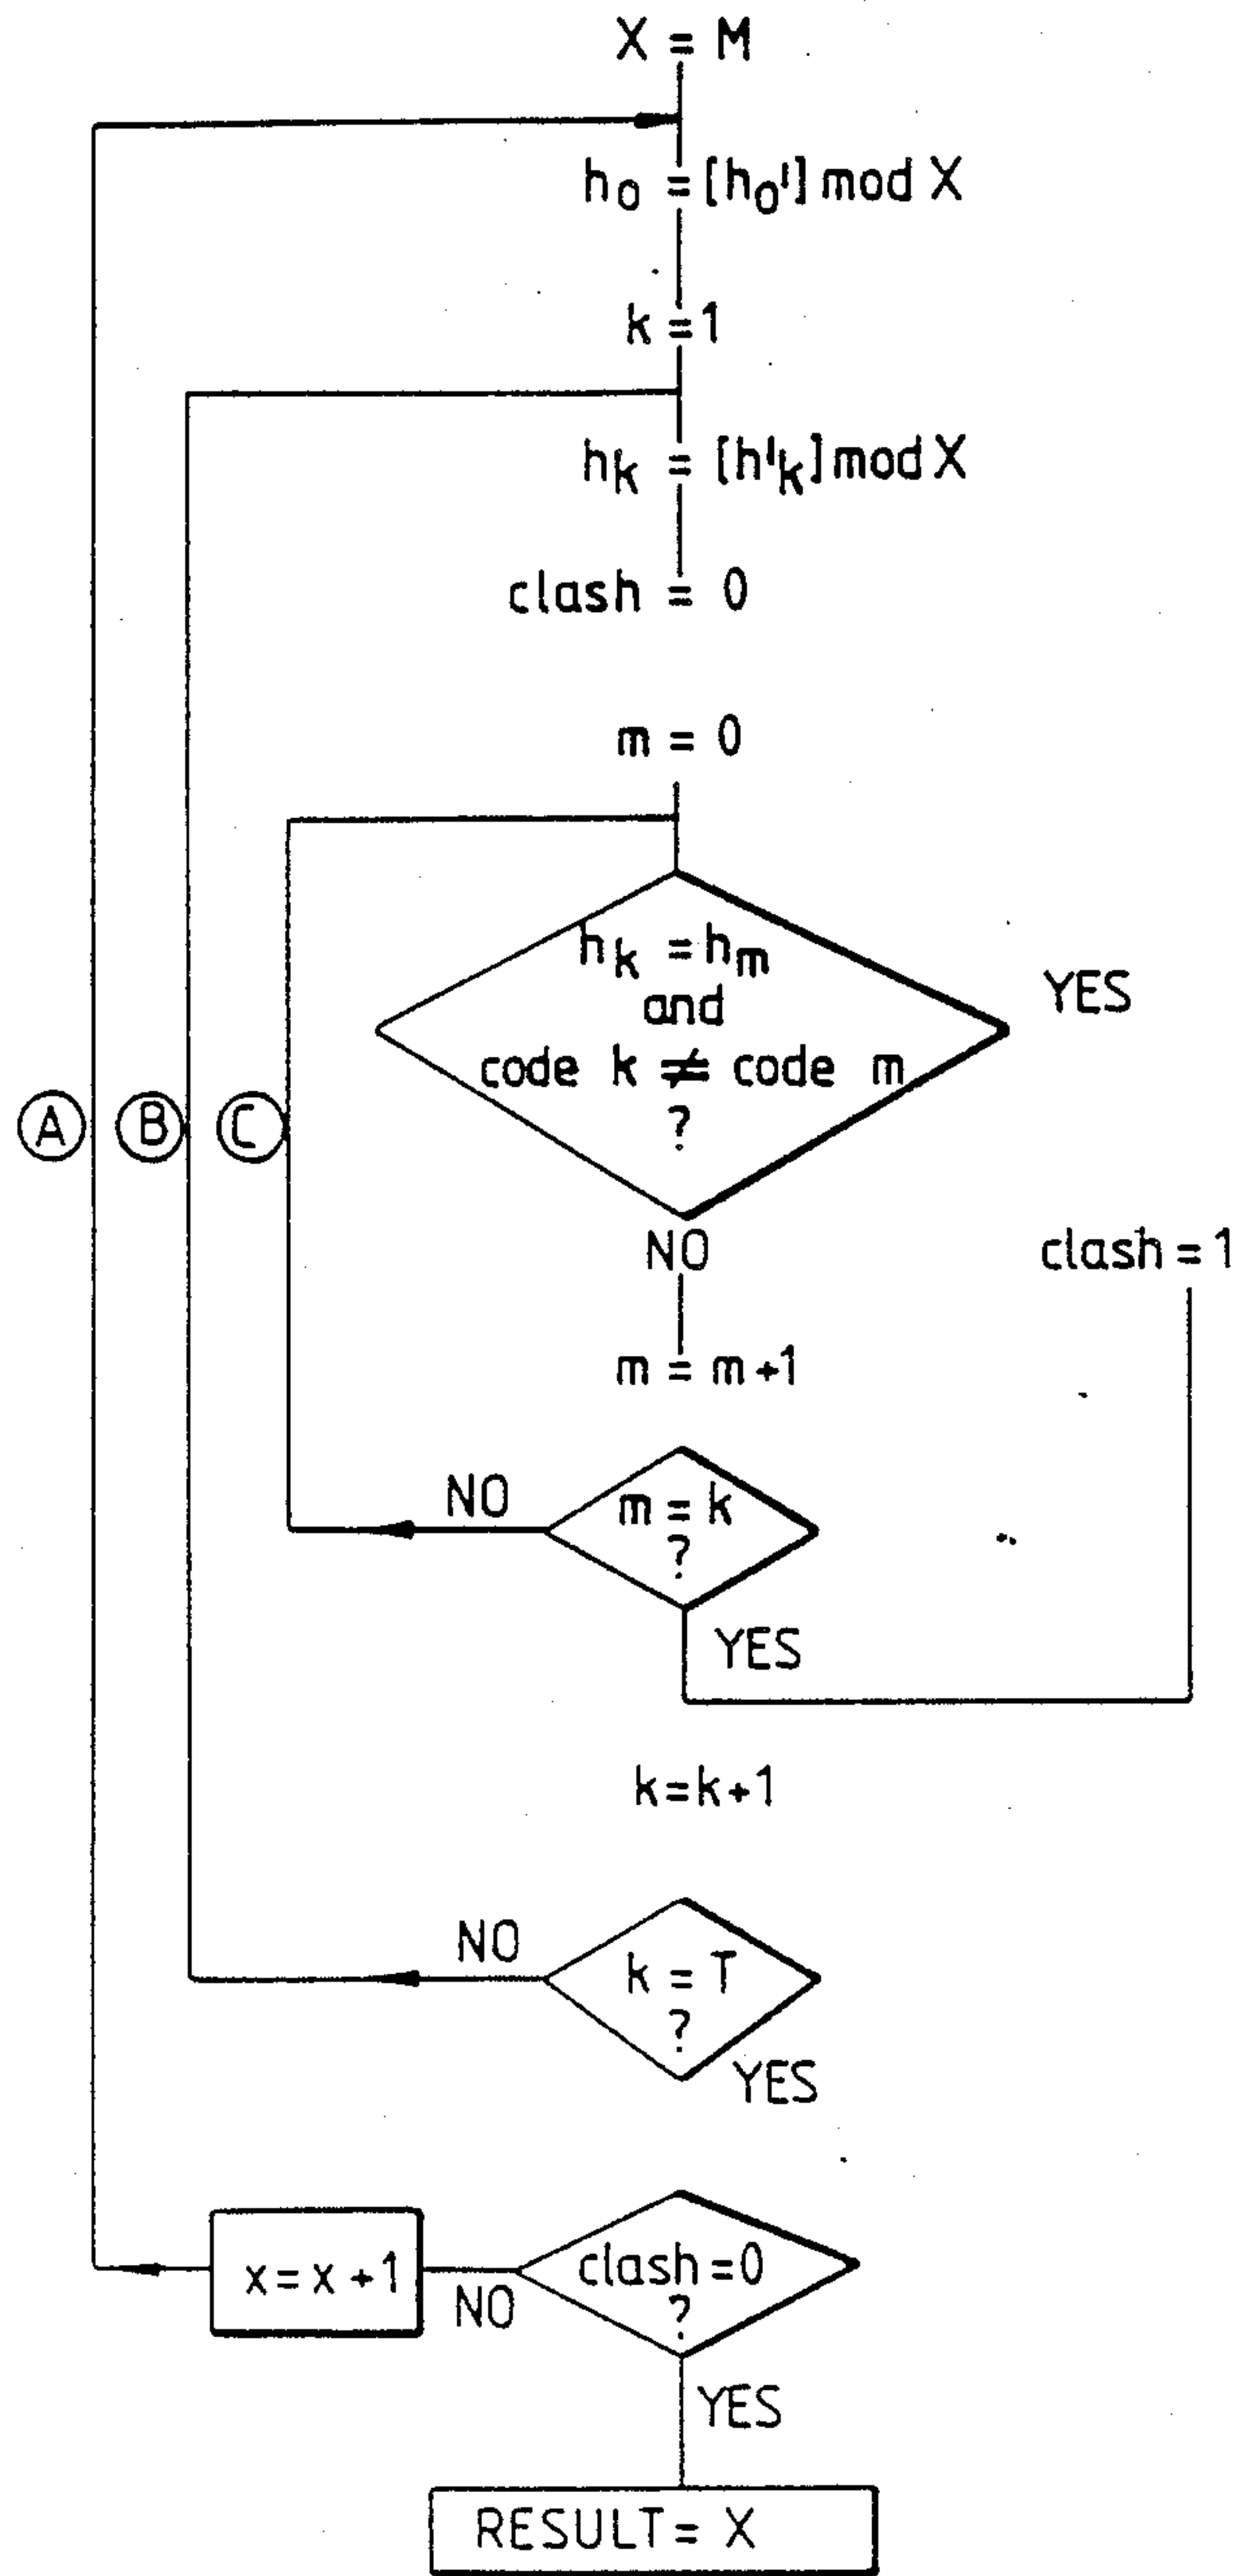 X = M
h₀ = [h₀'] mod X
k = 1
hₖ = [h'ₖ] mod X
clash = 0
m = 0
hₖ = hₘ
and
code k ≠ code m
?
YES
A
B
C
NO
clash = 1
m = m + 1
NO
m = k
?
YES
k = k + 1
NO
k = T
?
YES
x = x + 1
NO
clash = 0
?
YES
RESULT = X